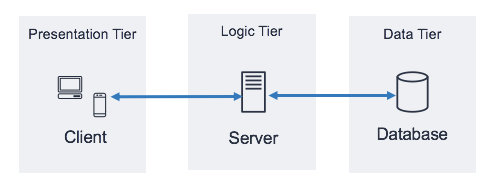 Presentation Tier
Client
Logic Tier
Server
Data Tier
Database